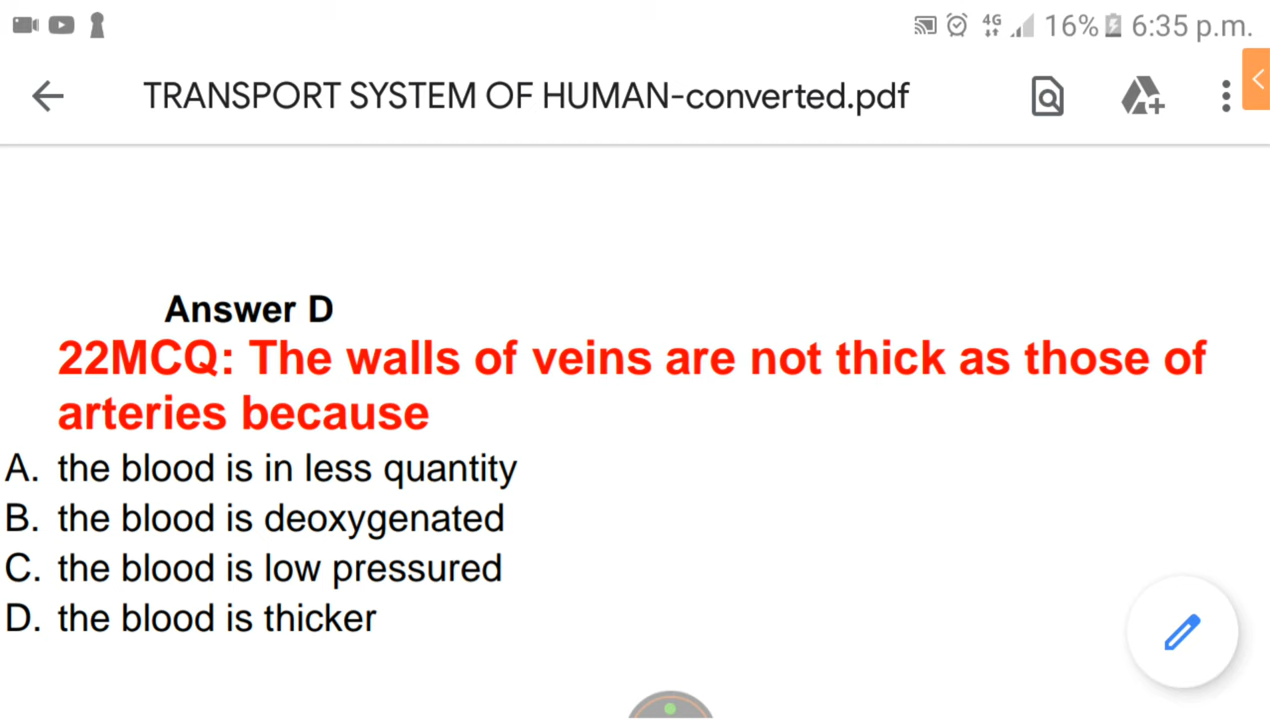 16% 6:35 p.m.
TRANSPORT SYSTEM OF HUMAN-converted.pdf
Answer D
22MCQ: The walls of veins are not thick as those of
arteries because
A. the blood is in less quantity
B. the blood is deoxygenated
C. the blood is low pressured
D. the blood is thicker